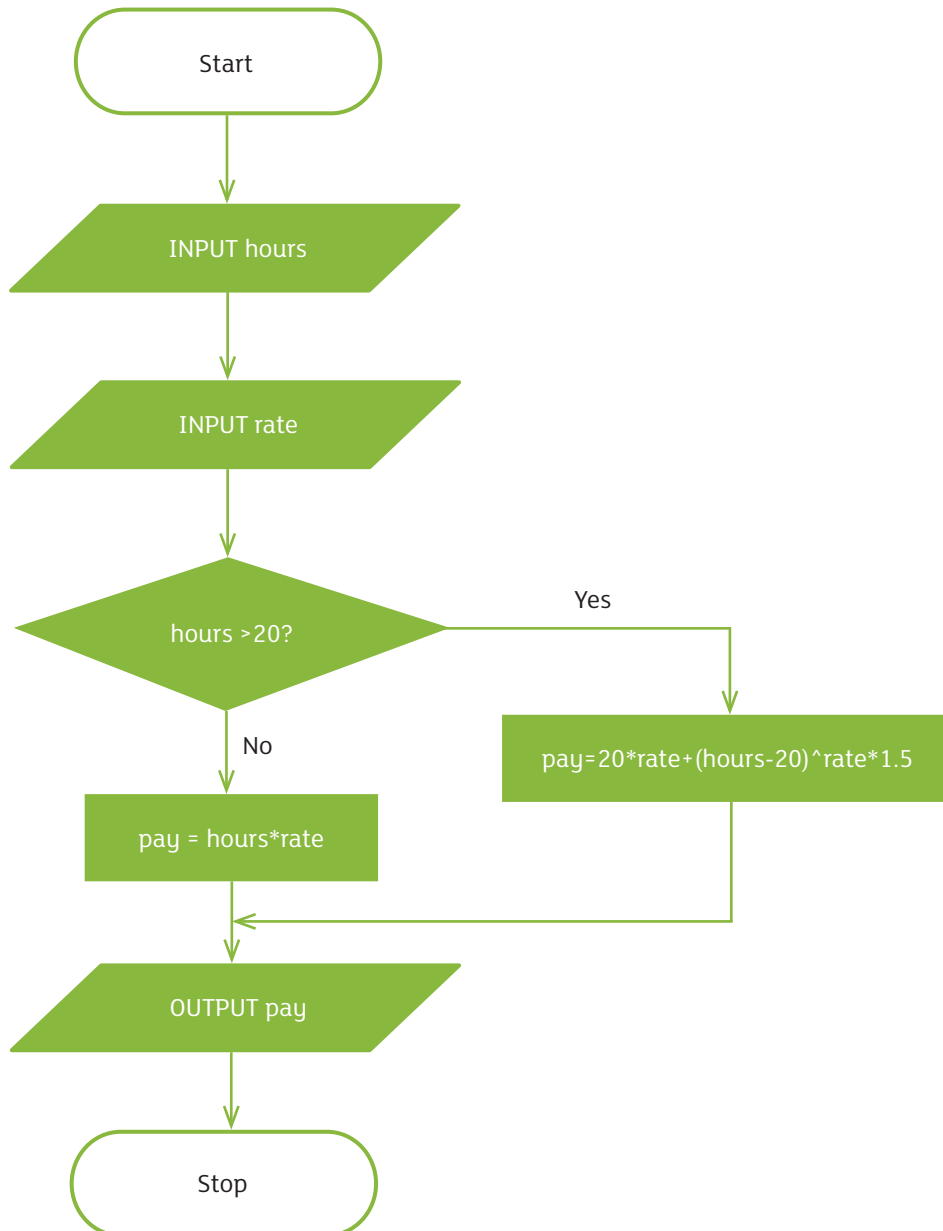 Start
INPUT hours
INPUT rate
hours >20?
Yes
No
pay=20*rate+(hours-20)^rate*1.5
pay = hours*rate
OUTPUT pay
Stop